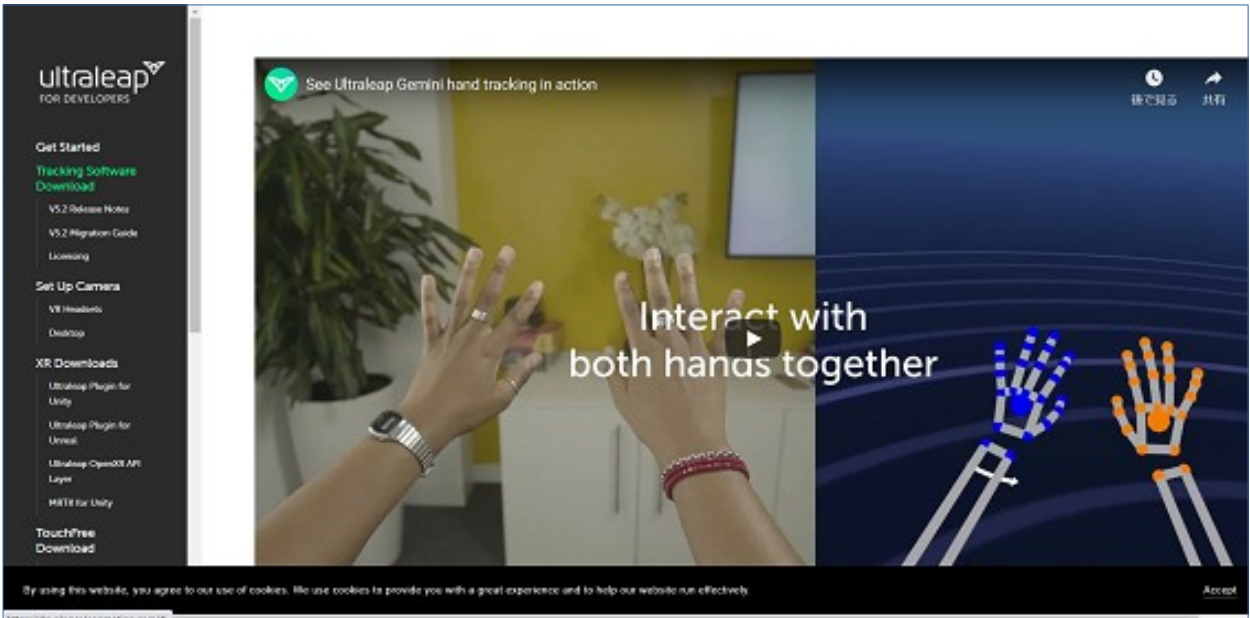 ultraleap
FOR DEVELOPERS
Get Started
Tracking Software
Download
V5.2 Release Notes
V5.2 Migration Guide
Licensing
Set Up Camera
VR Headsets
Desktop
XR Downloads
Ultraleap Plugin for
Unity
Ultraleap Plugin for
Unreal
Ultraleap OpenXR API
Layer
MRTK for Unity
TouchFree
Download
See Ultraleap Gemini hand tracking in action
後で見る
共有
Interact with
both hands together
By using this website, you agree to our use of cookies. We use cookies to provide you with a great experience and to help our website run effectively.
Accept